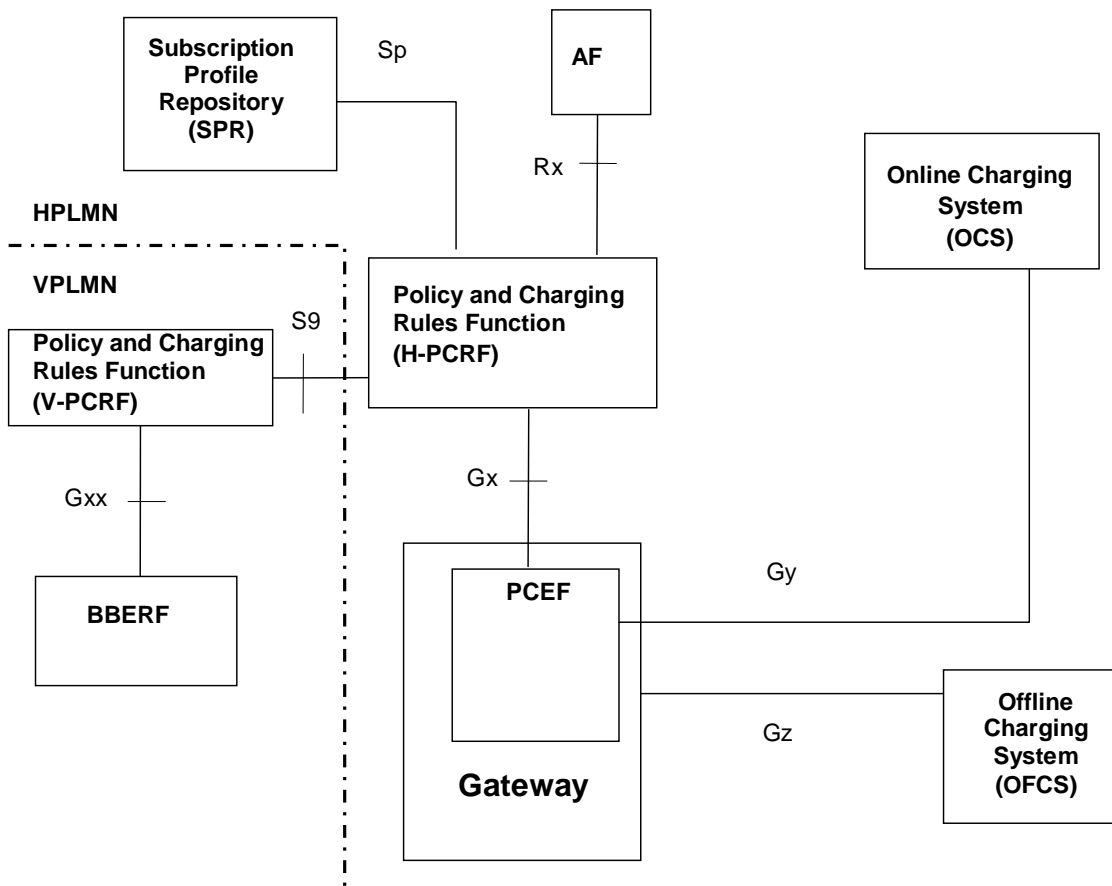 Subscription
Profile
Repository
(SPR)
Sp
AF
Rx
Online Charging
System
(OCS)
HPLMN
VPLMN
Policy and Charging
Rules Function
(H-PCRF)
S9
Policy and Charging
Rules Function
(V-PCRF)
Gx
Gxx
BBERF
PCEF
Gy
Gz
Offline
Charging
System
(OFCS)
Gateway